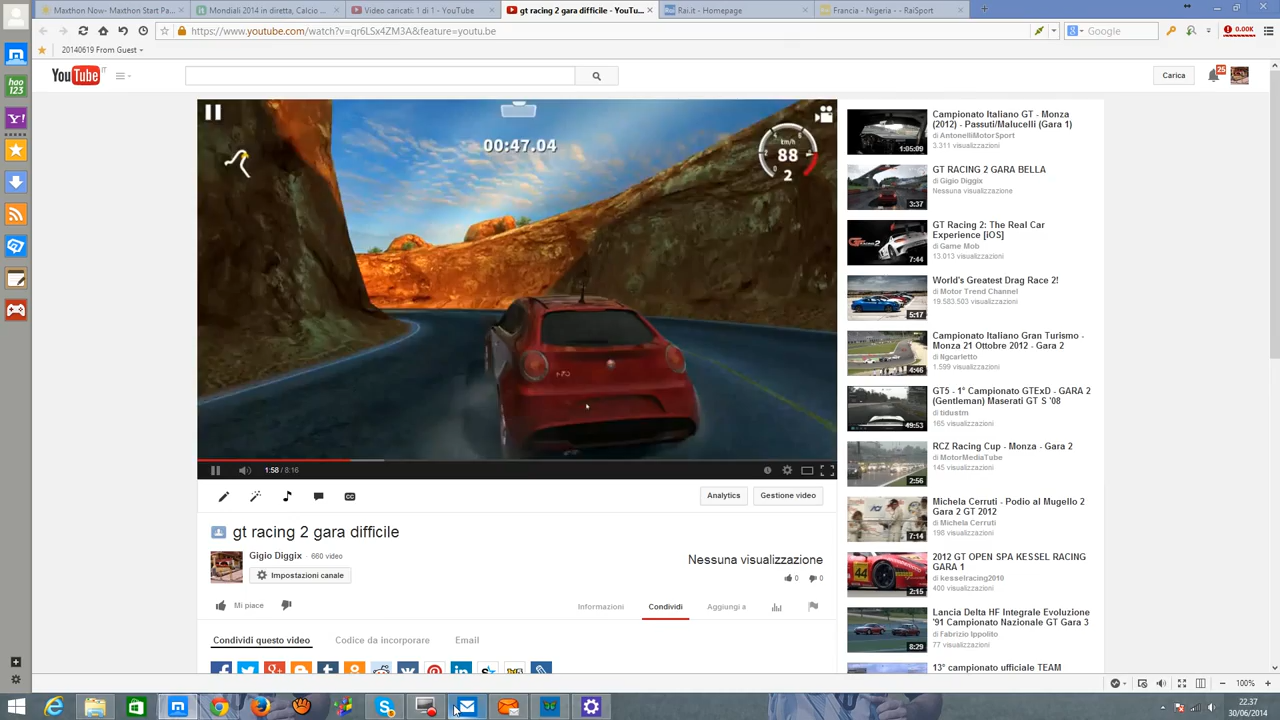 Maxthon Now - Maxthon Start Pa...
Mondiali 2014 di tratta, Calcio ...
Video caricati: 1 di 1 - YouTube
gt racing 2 gara difficile - YouTu...
Rai.it - Homepage
Francia - Nigeria - RaiSport
https://www.youtube.com/watch?v=qr6LSx4ZM3A&feature=youtu.be
Google
0.00K
20140619 From Guest
hao
123
Y!
YouTube IT
Carica
25
00:47.04
km/h
88
2
1:58 / 8:16
Campionato Italiano GT - Monza
(2012) - Passuti/Malucelli (Gara 1)
di AntonelliMotorSport
3.311 visualizzazioni
1:05:09
GT RACING 2 GARA BELLA
di Gigio Diggix
Nessuna visualizzazione
3:37
GT Racing 2: The Real Car
Experience [iOS]
di Game Mob
13.013 visualizzazioni
7:44
World's Greatest Drag Race 2!
di Motor Trend Channel
19.583.503 visualizzazioni
5:17
Campionato Italiano Gran Turismo -
Monza 21 Ottobre 2012 - Gara 2
di Ilgcarletto
1.599 visualizzazioni
4:46
GT5 - 1° Campionato GTExD - GARA 2
(Gentleman) Maserati GT S '08
di tidustm
165 visualizzazioni
49:53
RCZ Racing Cup - Monza - Gara 2
di MotorMediaTube
145 visualizzazioni
2:56
Michela Cerruti - Podio al Mugello 2
Gara 2 GT 2012
di Michela Cerruti
198 visualizzazioni
7:14
2012 GT OPEN SPA KESSEL RACING
GARA 1
di kesselracing2010
400 visualizzazioni
2:15
Lancia Delta HF Integrale Evoluzione
'91 Campionato Nazionale GT Gara 3
di Fabrizio Ippolito
77 visualizzazioni
8:29
13° campionato ufficiale TEAM
Analytics
Gestione video
gt racing 2 gara difficile
Gigio Diggix · 660 video
Impostazioni canale
Nessuna visualizzazione
0 0
Mi piace
Informazioni
Condividi
Aggiungi a
Condividi questo video
Codice da incorporare
Email
100%
22.37
30/06/2014